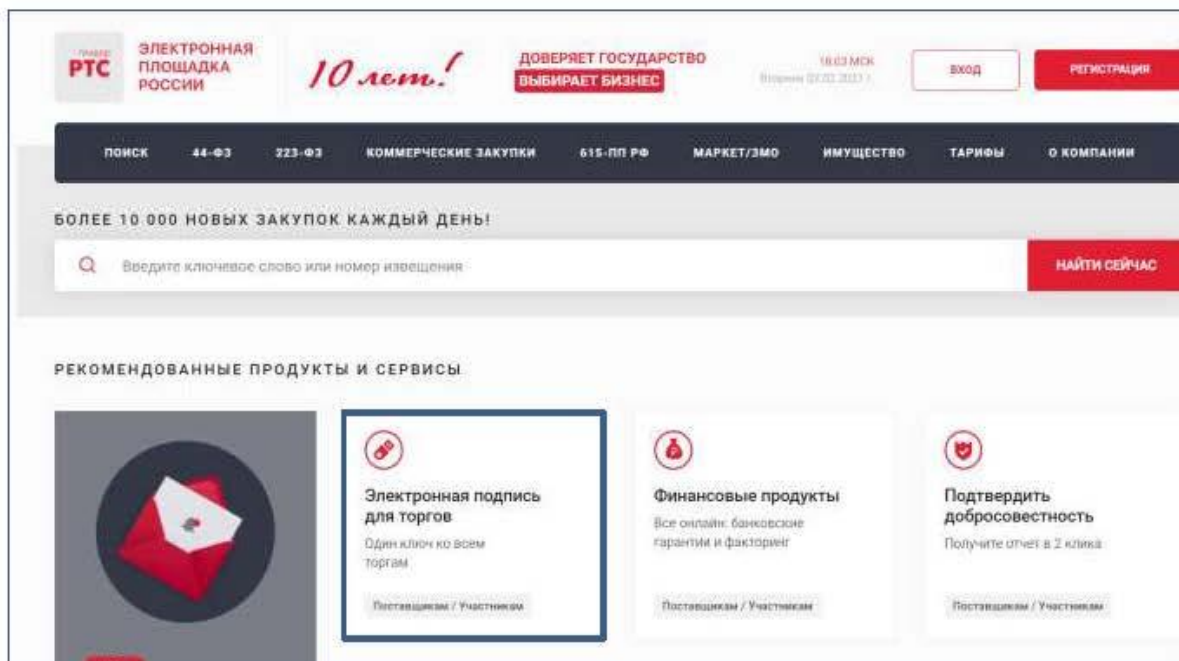 РТС
ЭЛЕКТРОННАЯ
ПЛОЩАДКА
РОССИИ
10 лет!
ДОВЕРЯЕТ ГОСУДАРСТВО
ВЫБИРАЕТ БИЗНЕС
18:03 МСК
ВХОД
РЕГИСТРАЦИЯ
ПОИСК 44-ФЗ 223-ФЗ КОММЕРЧЕСКИЕ ЗАКУПКИ 615-ПП РФ МАРКЕТ/ЗМО ИМУЩЕСТВО ТАРИФЫ О КОМПАНИИ
БОЛЕЕ 10 000 НОВЫХ ЗАКУПОК КАЖДЫЙ ДЕНЬ!
Введите ключевое слово или номер извещения
НАЙТИ СЕЙЧАС
РЕКОМЕНДОВАННЫЕ ПРОДУКТЫ И СЕРВИСЫ
Электронная подпись
для торгов
Один ключ ко всем
торгам
Поставщикам / Участникам
Финансовые продукты
Все онлайн: банковские
гарантии и факторинг
Поставщикам / Участникам
Подтвердить
добросовестность
Получите отчет в 2 клика
Поставщикам / Участникам